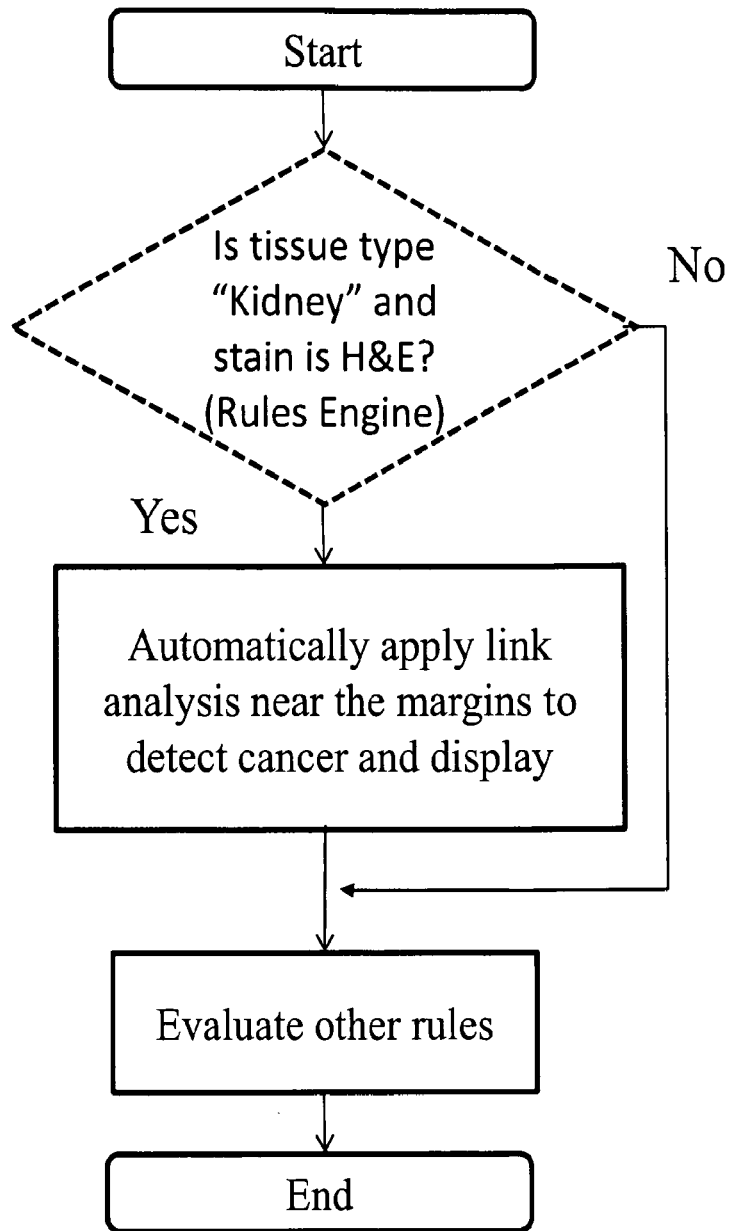 Start
Is tissue type
“Kidney” and
stain is H&E?
(Rules Engine)
No
Yes
Automatically apply link
analysis near the margins to
detect cancer and display
Evaluate other rules
End